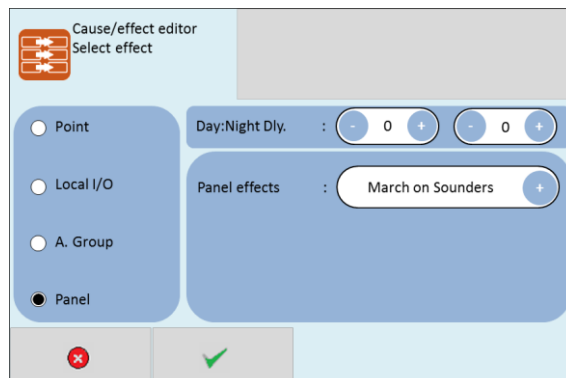 Cause/effect editor
Select effect
Point
Day:Night Dly. : - 0 + - 0 +
Local I/O
Panel effects : March on Sounders +
A. Group
Panel